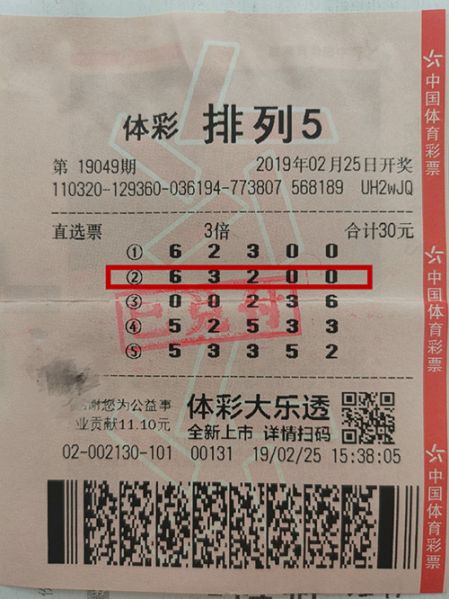 体彩 排列5
第 19049期 2019年02月25日开奖
110320-129360-036194-773807 568189 UH2wJQ
直选票 3倍 合计30元
① 6 2 3 0 0
② 6 3 2 0 0
③ 0 0 2 3 6
④ 5 2 5 3 3
⑤ 5 3 3 5 2
已兑付
感谢您为公益事
业贡献11.10元
体彩大乐透
全新上市 详情扫码
02-002130-101 00131 19/02/25 15:38:05
中国体育彩票
中国体育彩票
中国体育彩票